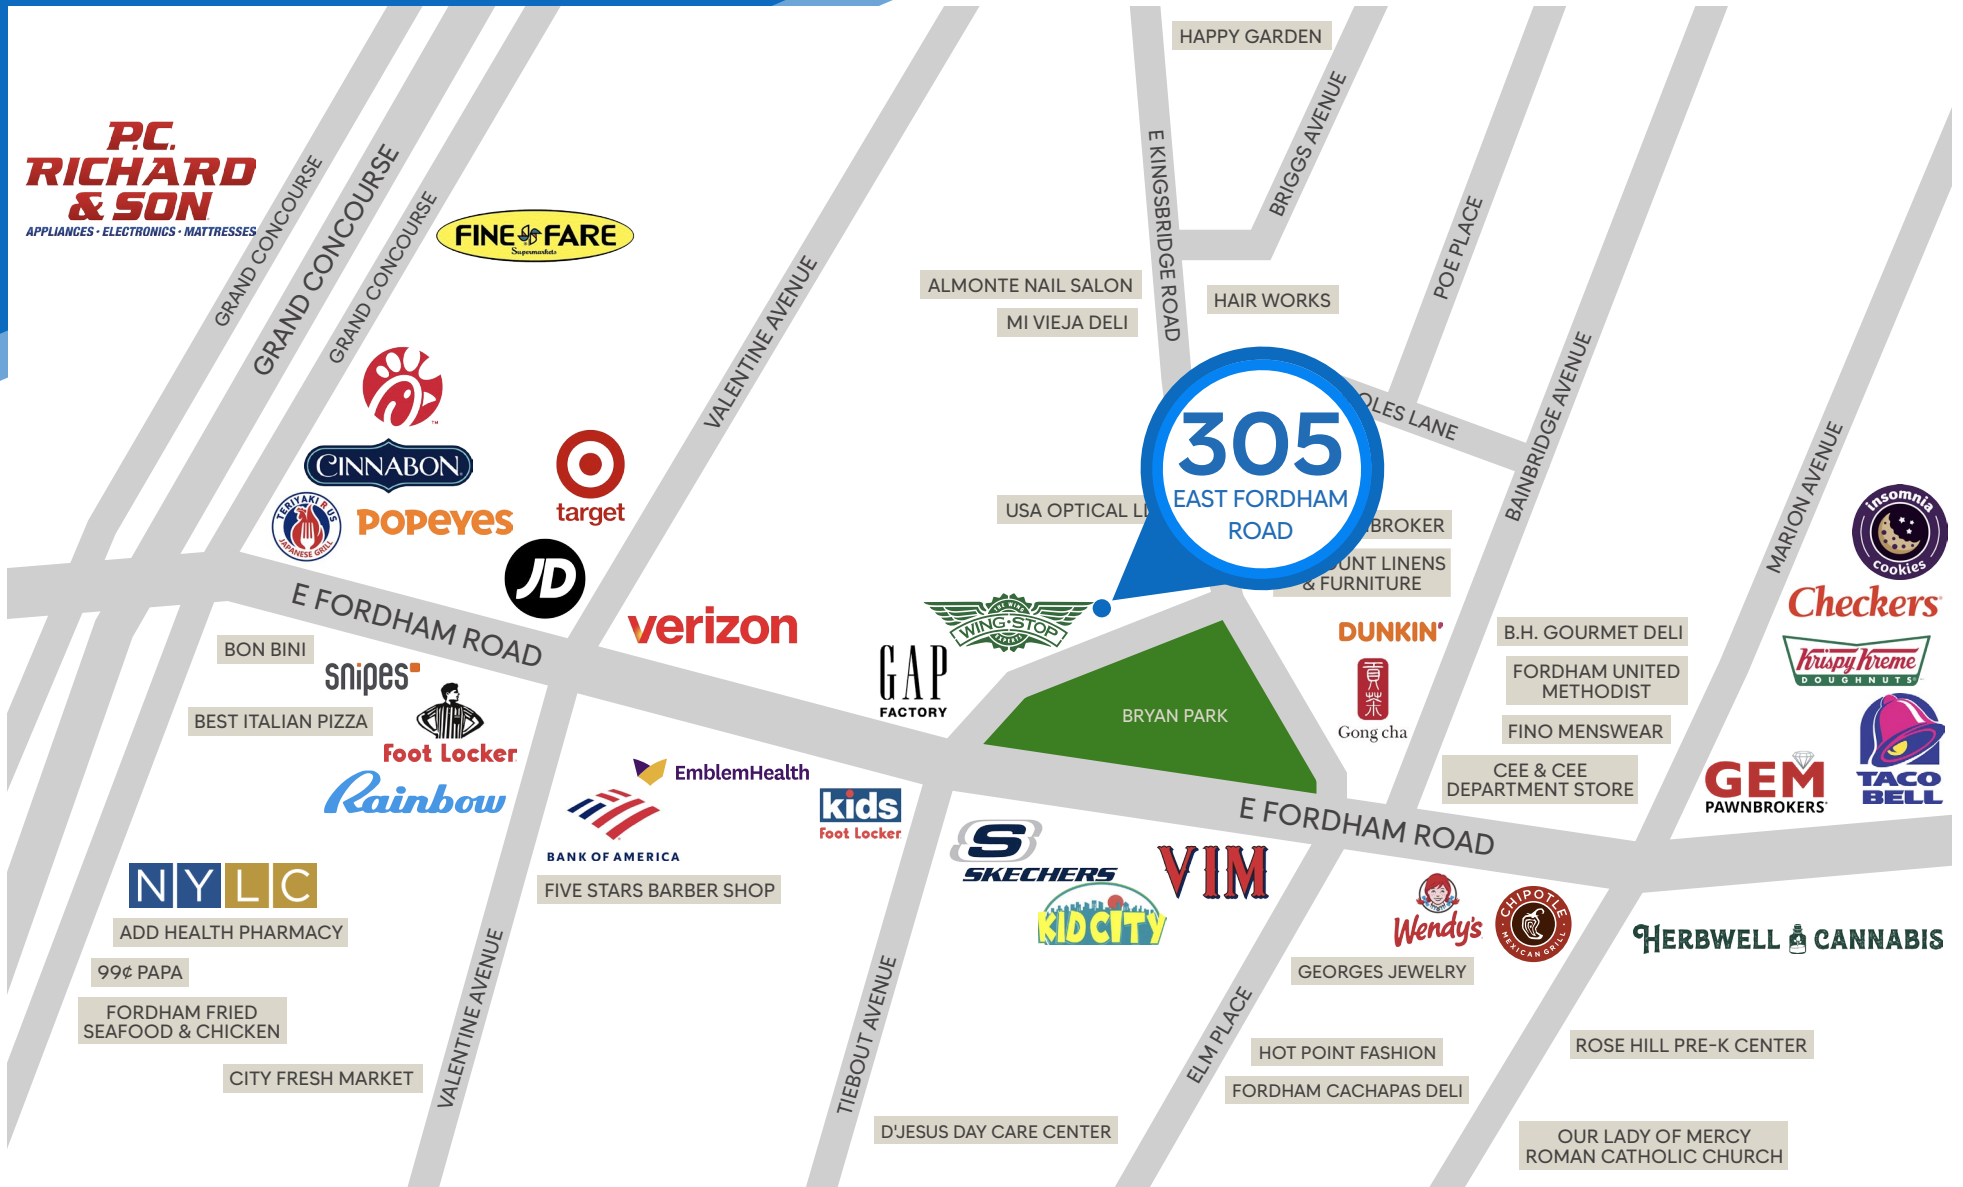 HAPPY GARDEN
P.C.
RICHARD
& SON
APPLIANCES · ELECTRONICS · MATTRESSES
GRAND CONCOURSE
GRAND CONCOURSE
GRAND CONCOURSE
FINE FARE
Supermarkets
VALENTINE AVENUE
E KINGSBRIDGE ROAD
BRIGGS AVENUE
POE PLACE
ALMONTE NAIL SALON
MI VIEJA DELI
HAIR WORKS
BAINBRIDGE AVENUE
MARION AVENUE
LANE
305
EAST FORDHAM
ROAD
USA OPTICAL
LINENS
& FURNITURE
CINNABON
TERIYAKI R US
JAPANESE GRILL
POPEYES
target
JD
E FORDHAM ROAD
verizon
THE WING
WING·STOP
EXPERTS
GAP
FACTORY
BRYAN PARK
DUNKIN'
貢茶
Gong cha
B.H. GOURMET DELI
FORDHAM UNITED
METHODIST
FINO MENSWEAR
CEE & CEE
DEPARTMENT STORE
insomnia
cookies
Checkers
Krispy Kreme
DOUGHNUTS
TACO
BELL
GEM
PAWNBROKERS
BON BINI
snipes
BEST ITALIAN PIZZA
Foot Locker
Rainbow
EmblemHealth
BANK OF AMERICA
kids
Foot Locker
FIVE STARS BARBER SHOP
E FORDHAM ROAD
S
SKECHERS
KIDCITY
VIM
Wendy's
CHIPOTLE
MEXICAN GRILL
HERBWELL CANNABIS
NYLC
ADD HEALTH PHARMACY
99¢ PAPA
FORDHAM FRIED
SEAFOOD & CHICKEN
CITY FRESH MARKET
VALENTINE AVENUE
TIEBOUT AVENUE
ELM PLACE
GEORGES JEWELRY
HOT POINT FASHION
FORDHAM CACHAPAS DELI
D'JESUS DAY CARE CENTER
ROSE HILL PRE-K CENTER
OUR LADY OF MERCY
ROMAN CATHOLIC CHURCH